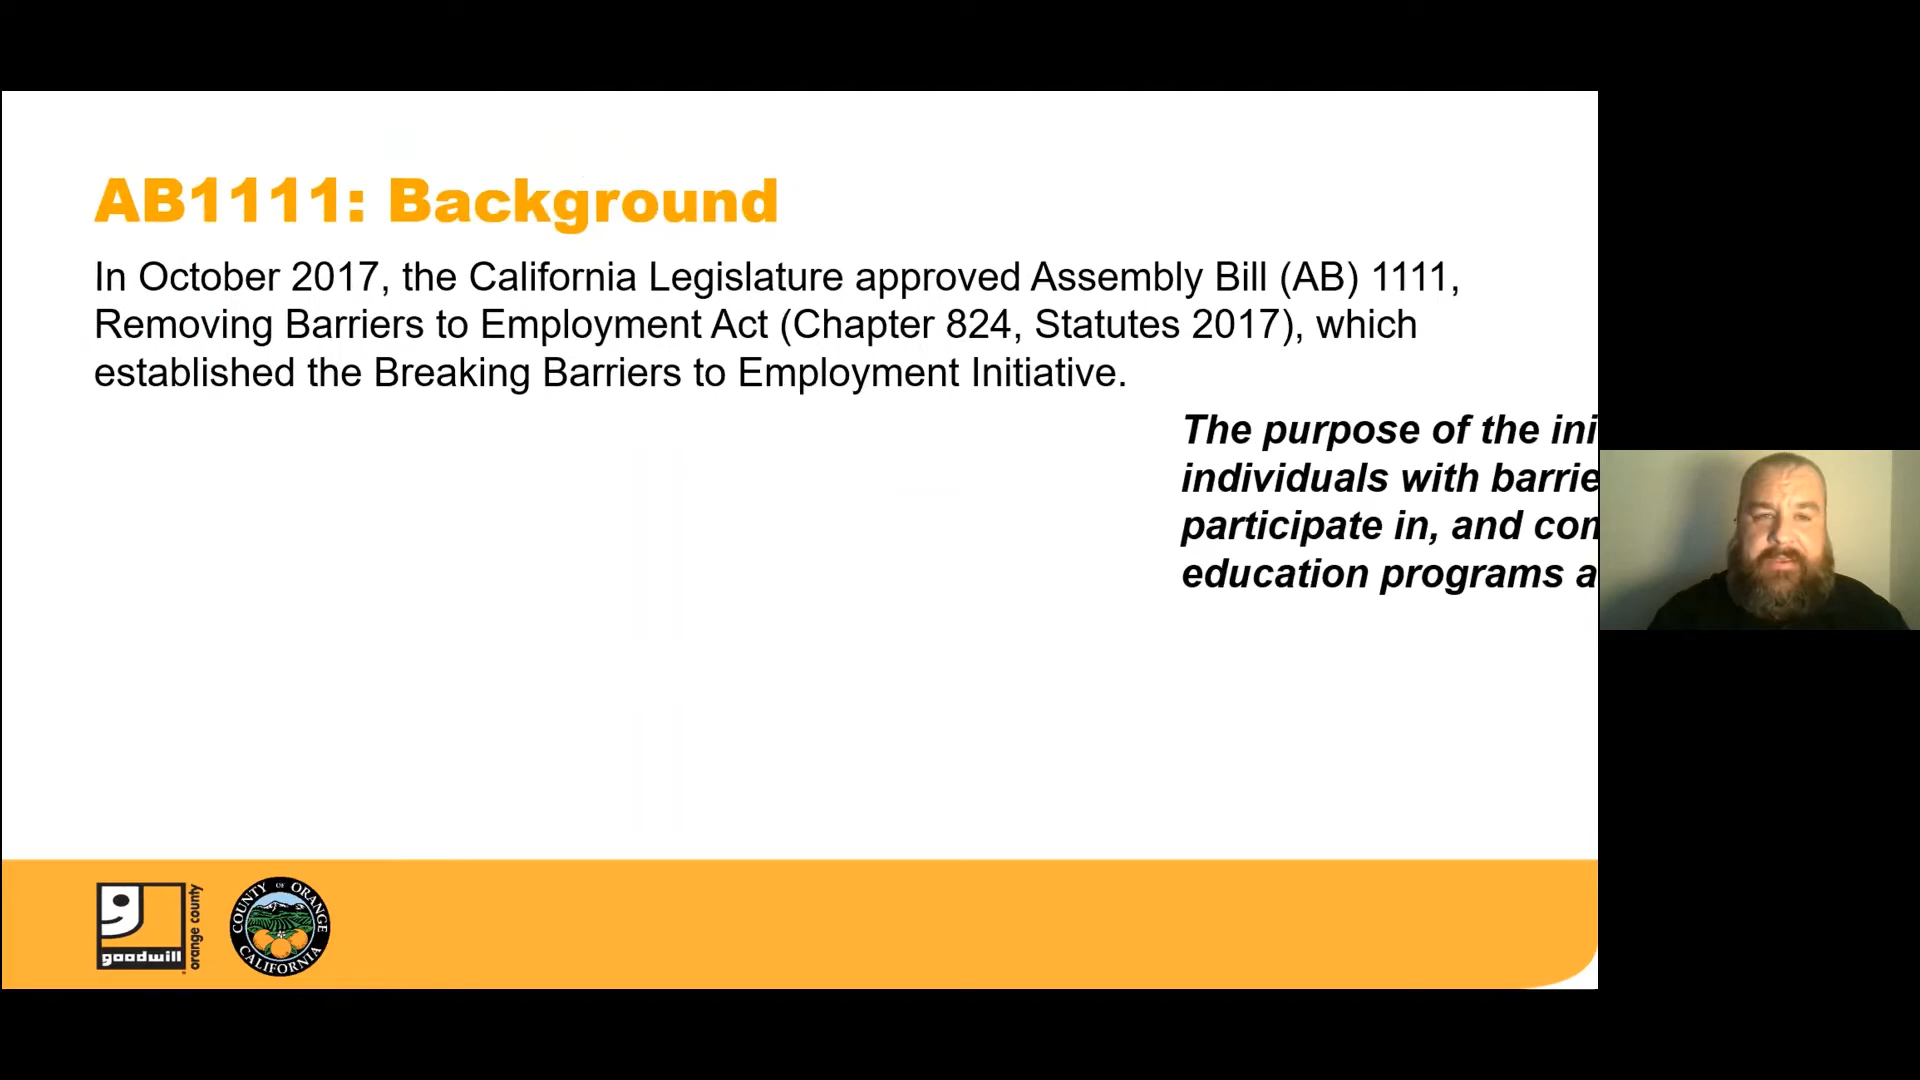 AB1111: Background
In October 2017, the California Legislature approved Assembly Bill (AB) 1111,
Removing Barriers to Employment Act (Chapter 824, Statutes 2017), which
established the Breaking Barriers to Employment Initiative.
The purpose of the ini
individuals with barrie
participate in, and con
education programs a
goodwill
orange county
COUNTY OF ORANGE
CALIFORNIA